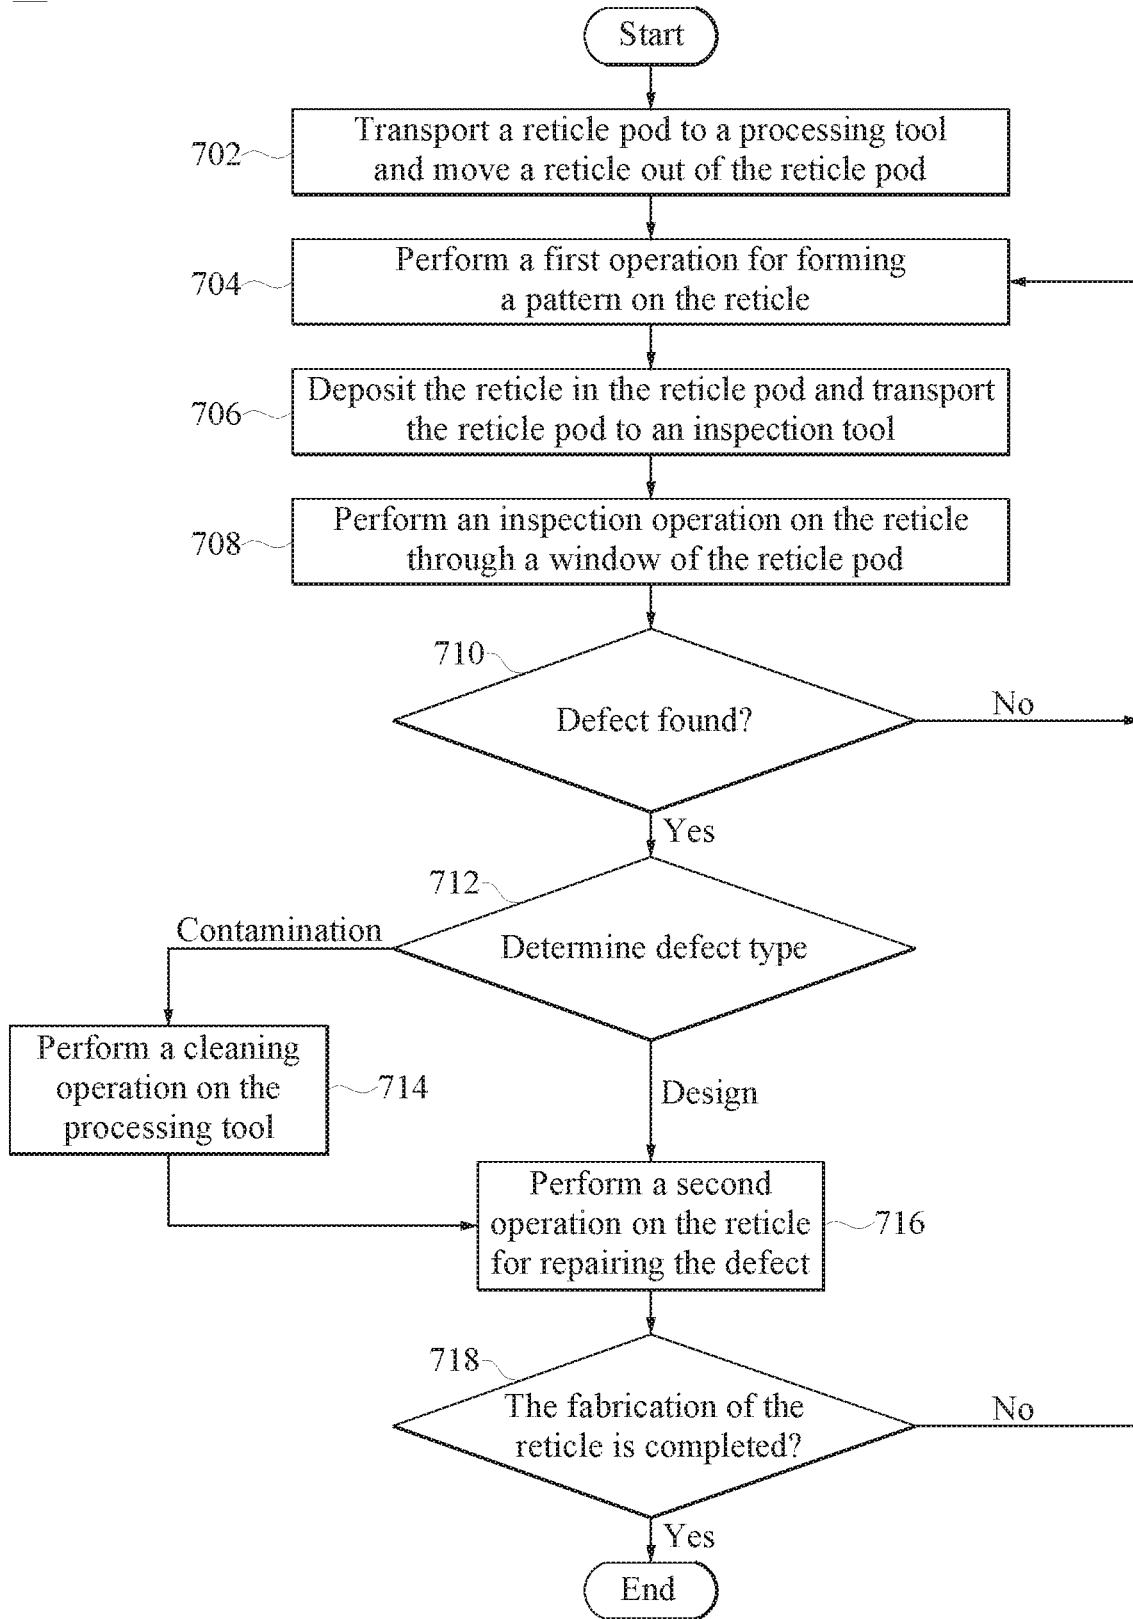 Start
702
Transport a reticle pod to a processing tool
and move a reticle out of the reticle pod
704
Perform a first operation for forming
a pattern on the reticle
706
Deposit the reticle in the reticle pod and transport
the reticle pod to an inspection tool
708
Perform an inspection operation on the reticle
through a window of the reticle pod
710
Defect found?
No
Yes
712
Determine defect type
Contamination
Perform a cleaning
operation on the
processing tool
714
Design
Perform a second
operation on the reticle
for repairing the defect
716
718
The fabrication of the
reticle is completed?
No
Yes
End